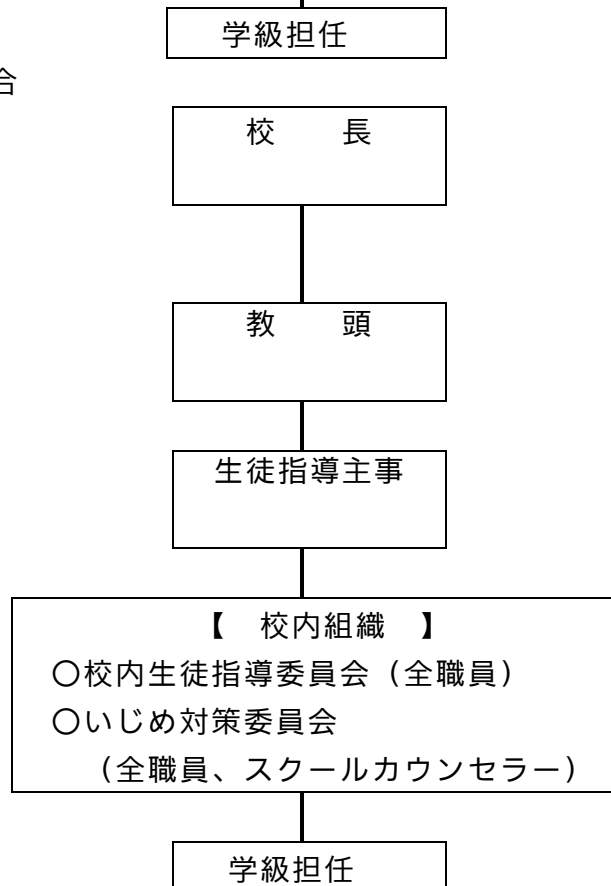 学級担任
合
校　　長
教　　頭
生徒指導主事
【　校内組織　】
〇校内生徒指導委員会（全職員）
〇いじめ対策委員会
（全職員、スクールカウンセラー）
学級担任